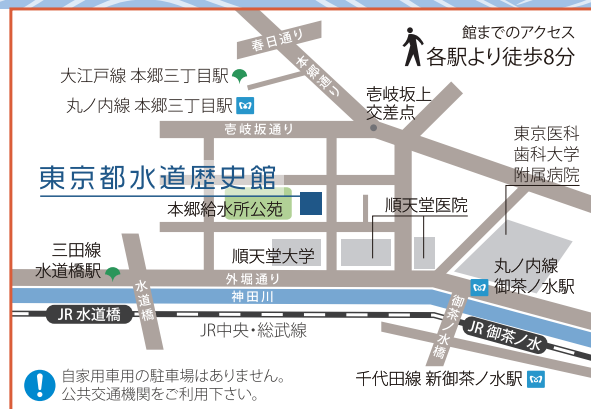 館までのアクセス
各駅より徒歩8分
春日通り
本郷通り
大江戸線 本郷三丁目駅
丸ノ内線 本郷三丁目駅
壱岐坂上
交差点
壱岐坂通り
東京医科
歯科大学
附属病院
東京都水道歴史館
本郷給水所公苑
順天堂医院
三田線
水道橋駅
順天堂大学
丸ノ内線
御茶ノ水駅
外堀通り
水道橋
神田川
御茶ノ水橋
JR 水道橋
JR中央・総武線
JR 御茶ノ水
千代田線 新御茶ノ水駅
自家用車用の駐車場はありません。
公共交通機関をご利用下さい。